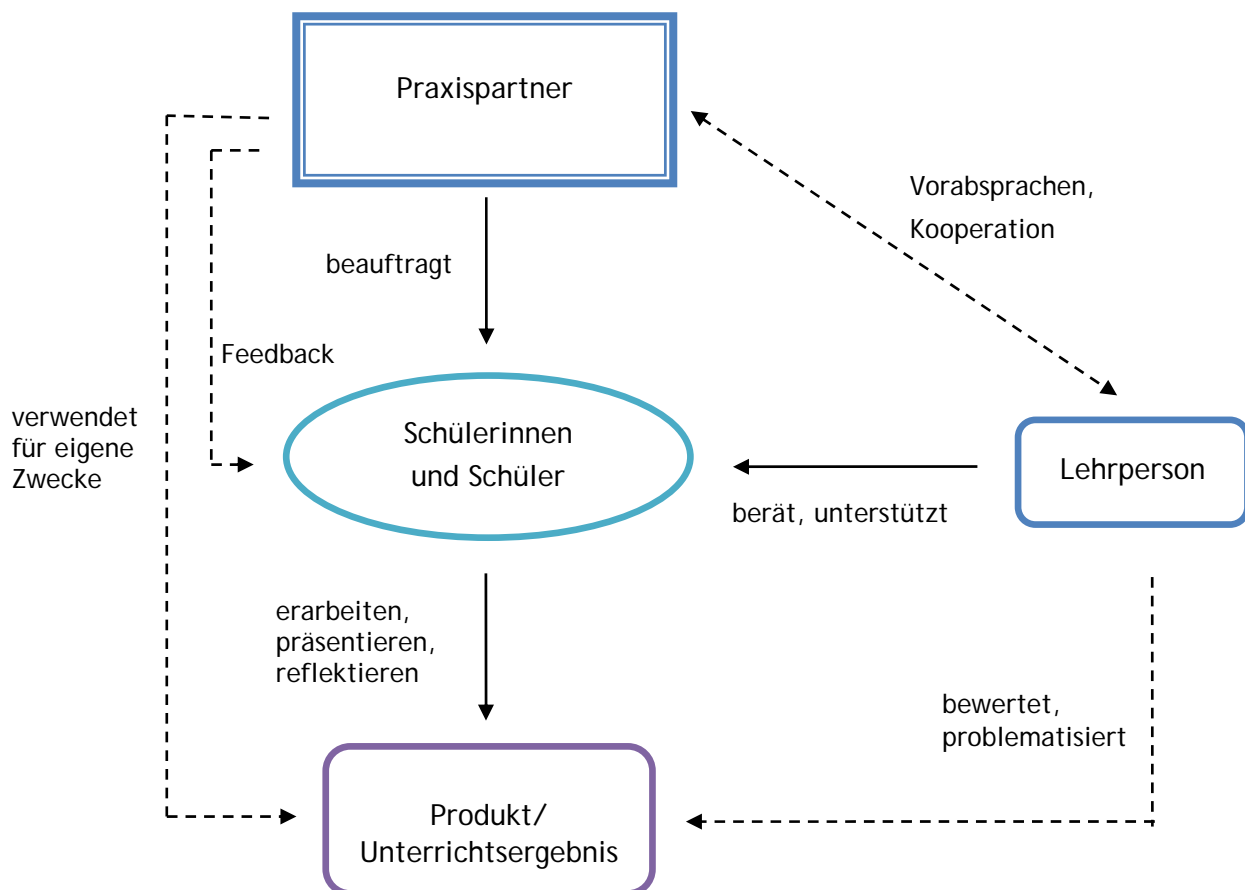 Praxispartner
Vorabsprachen,
Kooperation
beauftragt
Feedback
verwendet
für eigene
Zwecke
Schülerinnen
und Schüler
Lehrperson
berät, unterstützt
erarbeiten,
präsentieren,
reflektieren
bewertet,
problematisiert
Produkt/
Unterrichtsergebnis